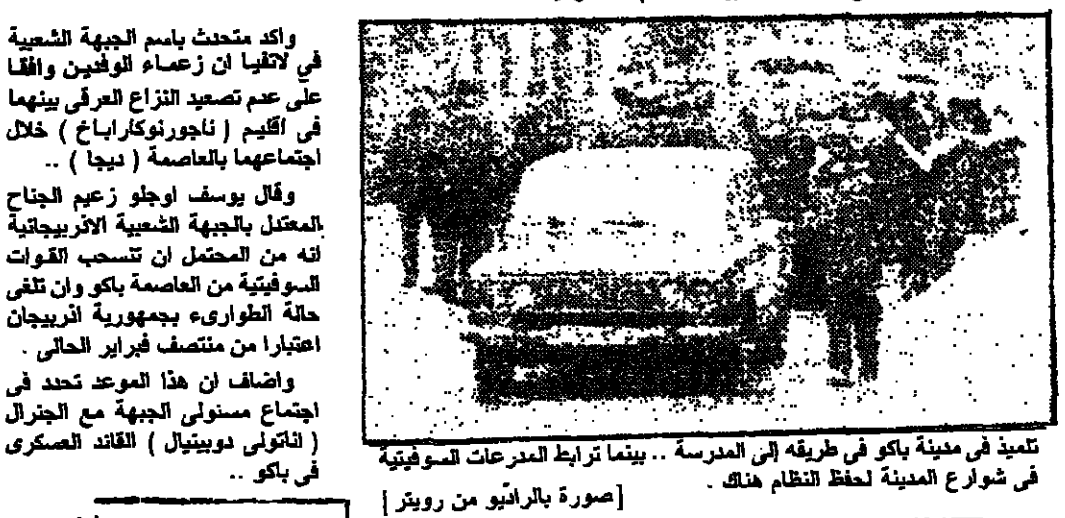 واكد متحدث باسم الجبهة الشعبية
في لاتفيا ان زعماء الوفدين وافقا
على عدم تصعيد النزاع العرقى بينهما
فى اقليم ( ناجورنوكاراباخ ) خلال
اجتماعهما بالعاصمة ( ديجا ) ..
وقال يوسف اوجلو زعيم الجناح
المعتدل بالجبهة الشعبية الاذربيجانية
انه من المحتمل ان تنسحب القوات
السوفيتية من العاصمة باكو وان تلغى
حالة الطوارىء بجمهورية اذربيجان
اعتبارا من منتصف فبراير الحالى .
واضاف ان هذا الموعد تحدد فى
اجتماع مسئولى الجبهة مع الجنرال
( اناتولى دوبينيال ) القائد العسكرى
فى باكو ..
تلميذ فى مدينة باكو فى طريقه إلى المدرسة .. بينما ترابط المدرعات السوفيتية
فى شوارع المدينة لحفظ النظام هناك .
[صورة بالراديو من رويتر]